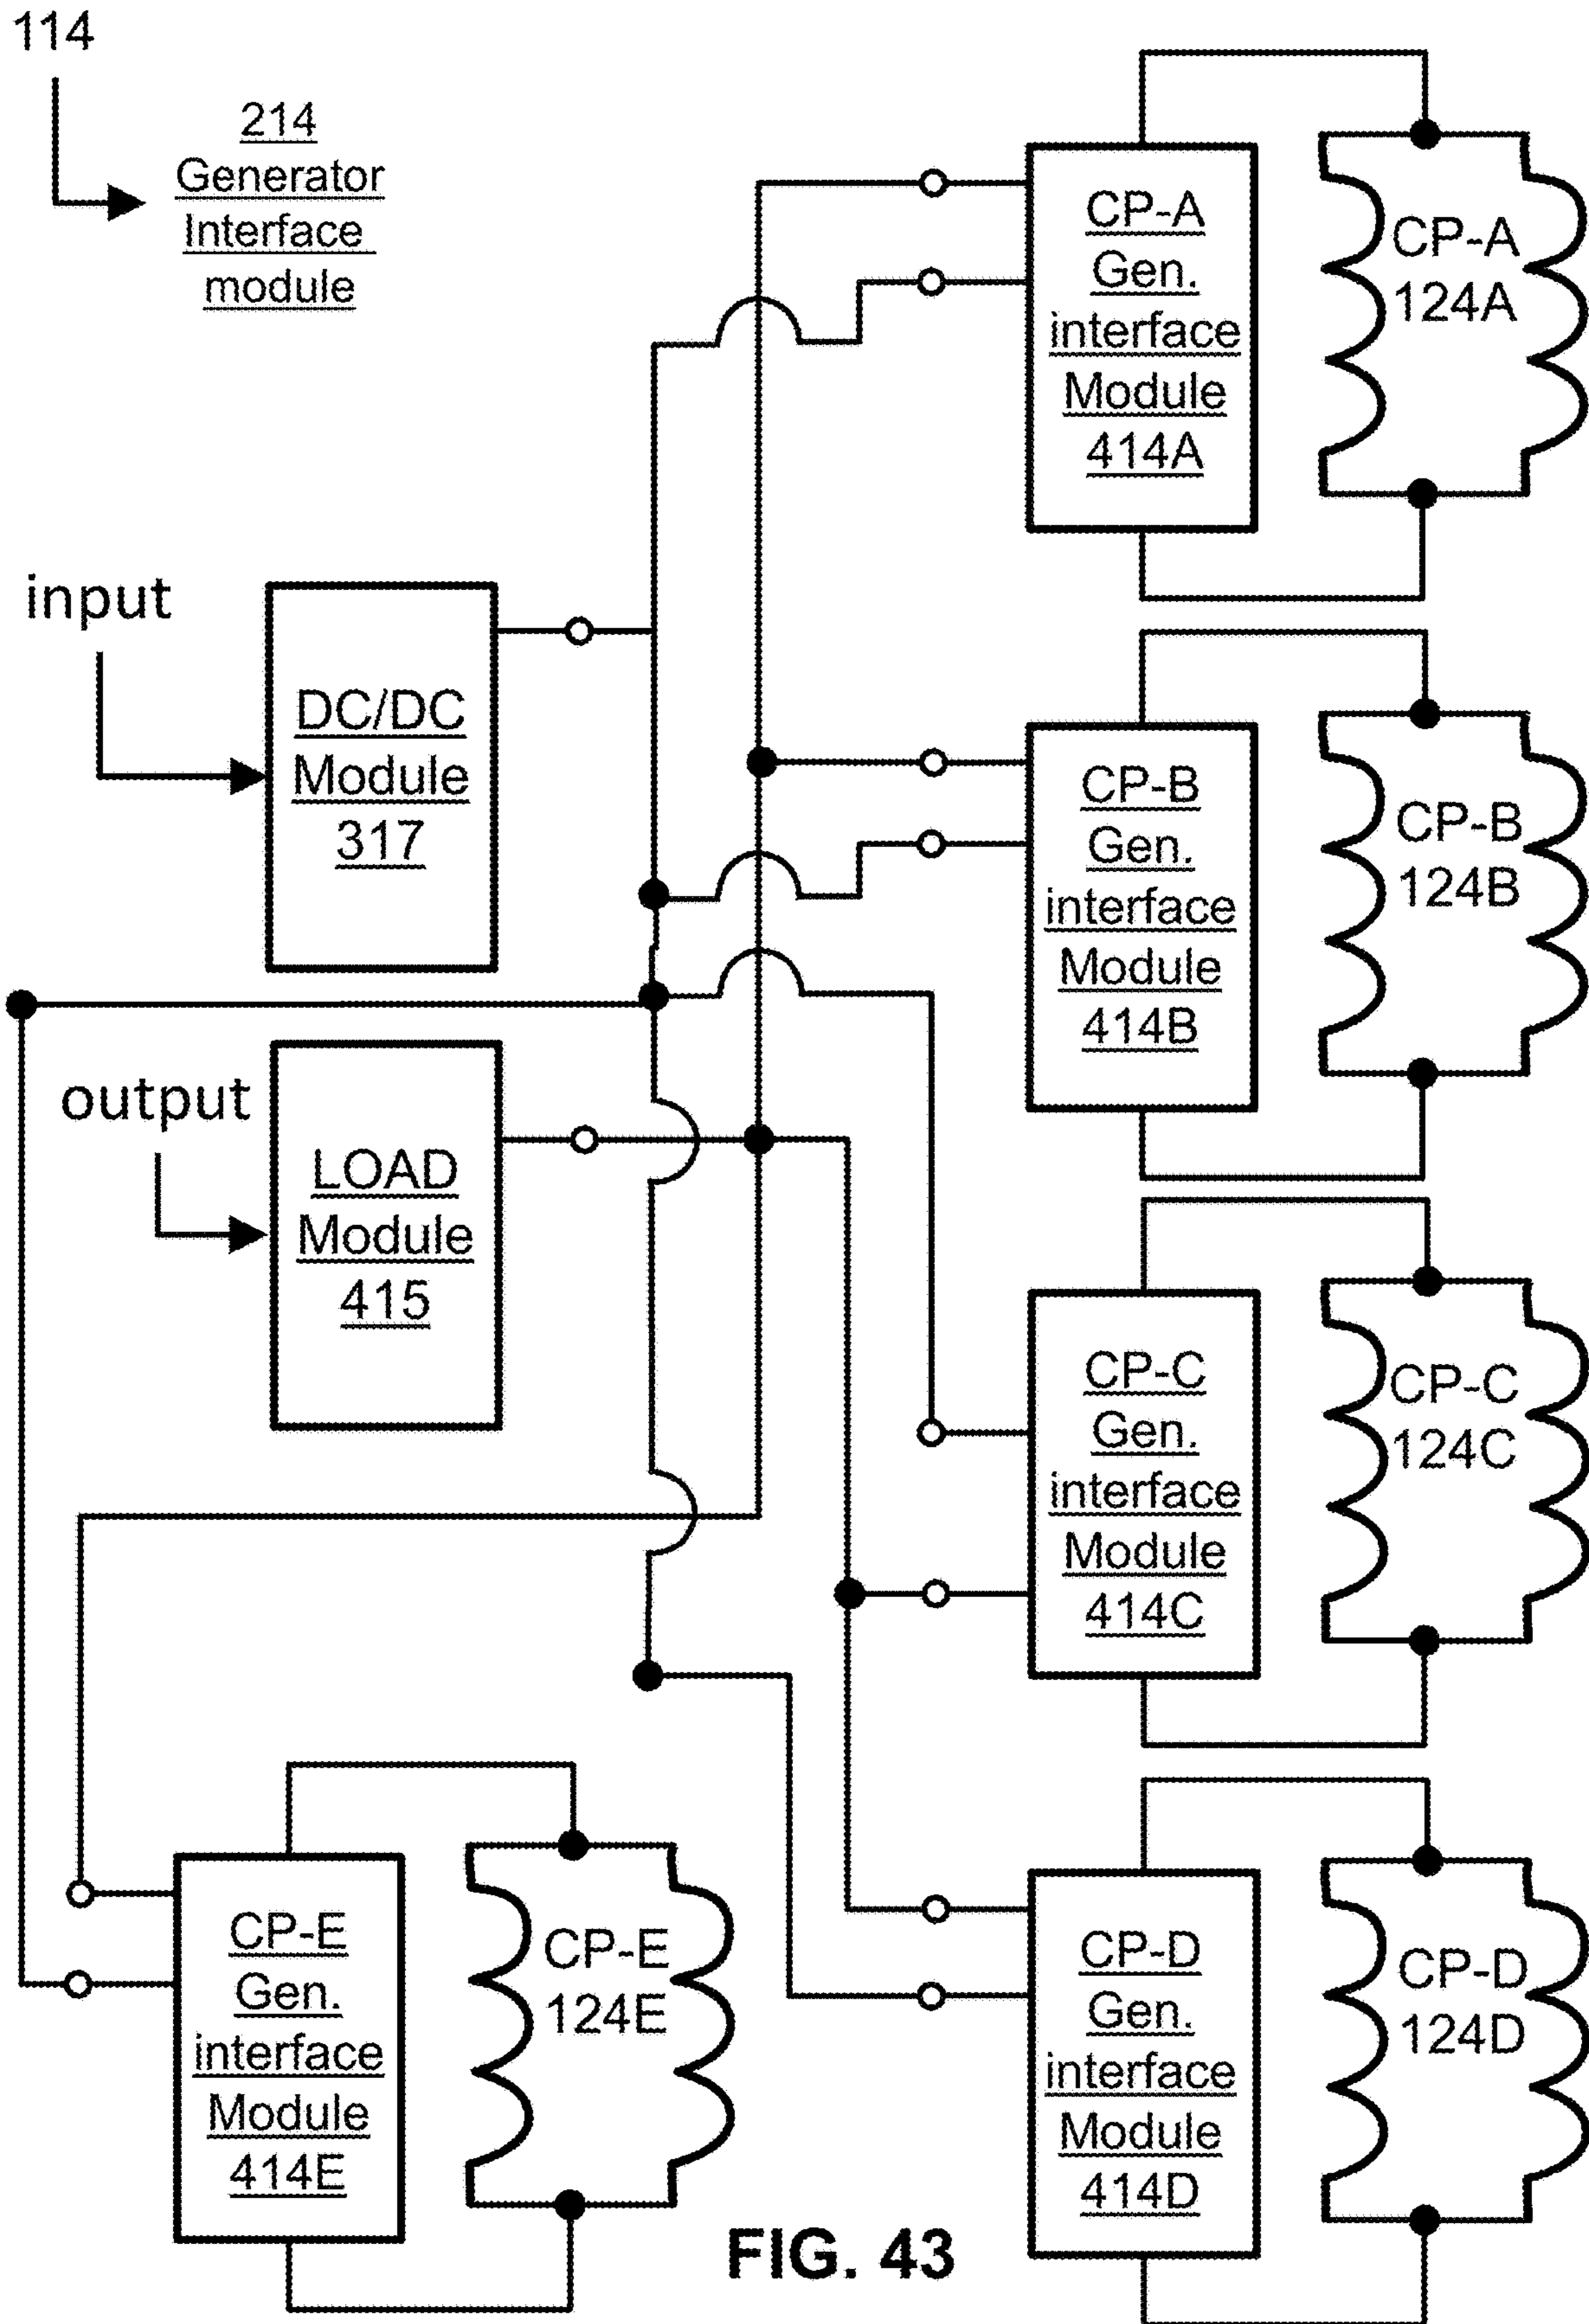 114
214
Generator
Interface
module
CP-A
Gen.
interface
Module
414A
CP-A
124A
input
DC/DC
Module
317
CP-B
Gen.
interface
Module
414B
CP-B
124B
output
LOAD
Module
415
CP-C
Gen.
interface
Module
414C
CP-C
124C
CP-E
Gen.
interface
Module
414E
CP-E
124E
CP-D
Gen.
interface
Module
414D
CP-D
124D
FIG. 43